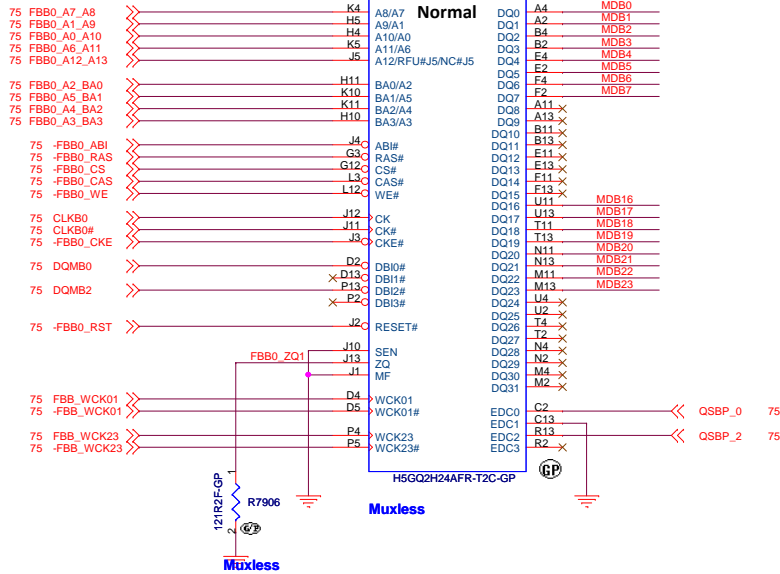 Normal
75 FBB0_A7_A8 K4 A8/A7 DQ0 A4 MDB0
75 FBB0_A1_A9 H5 A9/A1 DQ1 A2 MDB1
75 FBB0_A0_A10 H4 A10/A0 DQ2 B4 MDB2
75 FBB0_A6_A11 K5 A11/A6 DQ3 B2 MDB3
75 FBB0_A12_A13 J5 A12/RFU#J5/NC#J5 DQ4 E4 MDB4
DQ5 E2 MDB5
75 FBB0_A2_BA0 H11 BA0/A2 DQ6 F4 MDB6
75 FBB0_A5_BA1 K10 BA1/A5 DQ7 F2 MDB7
75 FBB0_A4_BA2 K11 BA2/A4 DQ8 A11
75 FBB0_A3_BA3 H10 BA3/A3 DQ9 A13
DQ10 B11
75 -FBB0_ABI J4 ABI# DQ11 B13
75 -FBB0_RAS G3 RAS# DQ12 E11
75 -FBB0_CS G12 CS# DQ13 E13
75 -FBB0_CAS L3 CAS# DQ14 F11
75 -FBB0_WE L12 WE# DQ15 F13
DQ16 U11 MDB16
75 CLKB0 J12 CK DQ17 U13 MDB17
75 CLKB0# J11 CK# DQ18 T11 MDB18
75 -FBB0_CKE J3 CKE# DQ19 T13 MDB19
DQ20 N11 MDB20
75 DQMB0 D2 DBI0# DQ21 N13 MDB21
D13 DBI1# DQ22 M11 MDB22
75 DQMB2 P13 DBI2# DQ23 M13 MDB23
P2 DBI3# DQ24 U4
DQ25 U2
75 -FBB0_RST J2 RESET# DQ26 T4
DQ27 T2
J10 SEN DQ28 N4
FBB0_ZQ1 J13 ZQ DQ29 N2
J1 MF DQ30 M4
DQ31 M2
75 FBB_WCK01 D4 WCK01
75 -FBB_WCK01 D5 WCK01# EDC0 C2 QSBP_0 75
EDC1 C13
75 FBB_WCK23 P4 WCK23 EDC2 R13 QSBP_2 75
75 -FBB_WCK23 P5 WCK23# EDC3 R2
H5GQ2H24AFR-T2C-GP GP
1
121R2F-GP R7906
2 G/P
Muxless
Muxless